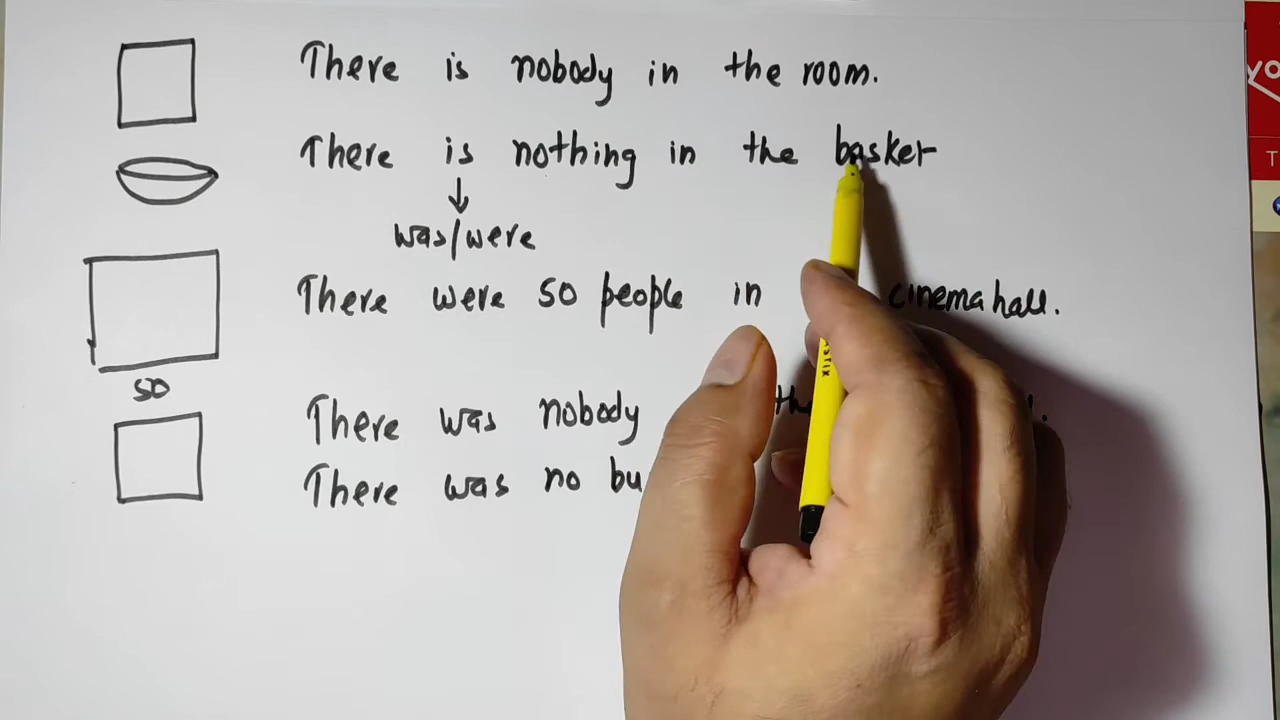 There is nobody in the room.
There is nothing in the basket
was/were
There were 50 people in cinema hall.
50
There was nobody the
There was no bu